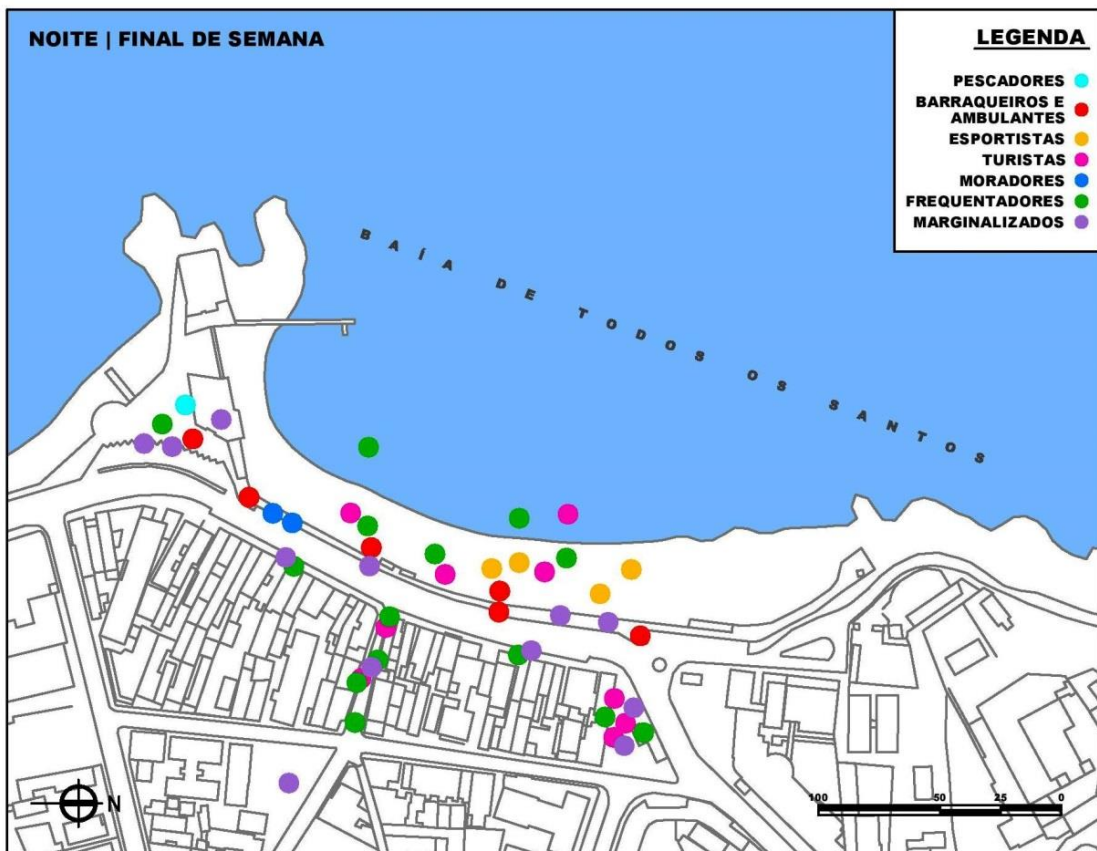 NOITE | FINAL DE SEMANA
LEGENDA
PESCADORES
BARRAQUEIROS E
AMBULANTES
ESPORTISTAS
TURISTAS
MORADORES
FREQUENTADORES
MARGINALIZADOS
BAÍA DE TODOS OS SANTOS
N
100 50 25 0